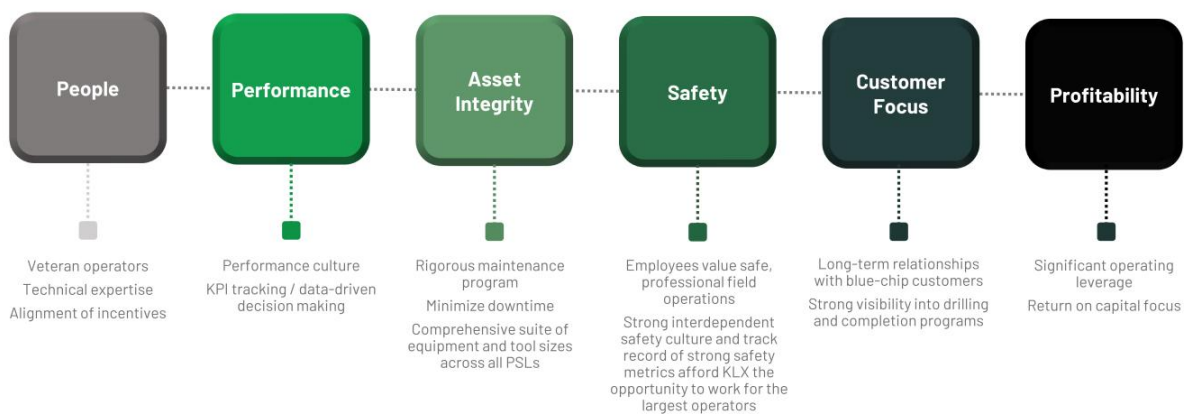 People
Performance
Asset
Integrity
Safety
Customer
Focus
Profitability
Veteran operators
Technical expertise
Alignment of incentives
Performance culture
KPI tracking / data-driven
decision making
Rigorous maintenance
program
Minimize downtime
Comprehensive suite of
equipment and tool sizes
across all PSLs
Employees value safe,
professional field
operations
Strong interdependent
safety culture and track
record of strong safety
metrics afford KLX the
opportunity to work for the
largest operators
Long-term relationships
with blue-chip customers
Strong visibility into drilling
and completion programs
Significant operating
leverage
Return on capital focus